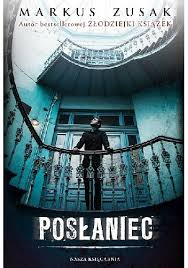 MARKUS ZUSAK
Autor bestsellerowej ZŁODZIEJKI KSIĄŻEK
POSŁANIEC
NASZA KSIĘGARNIA